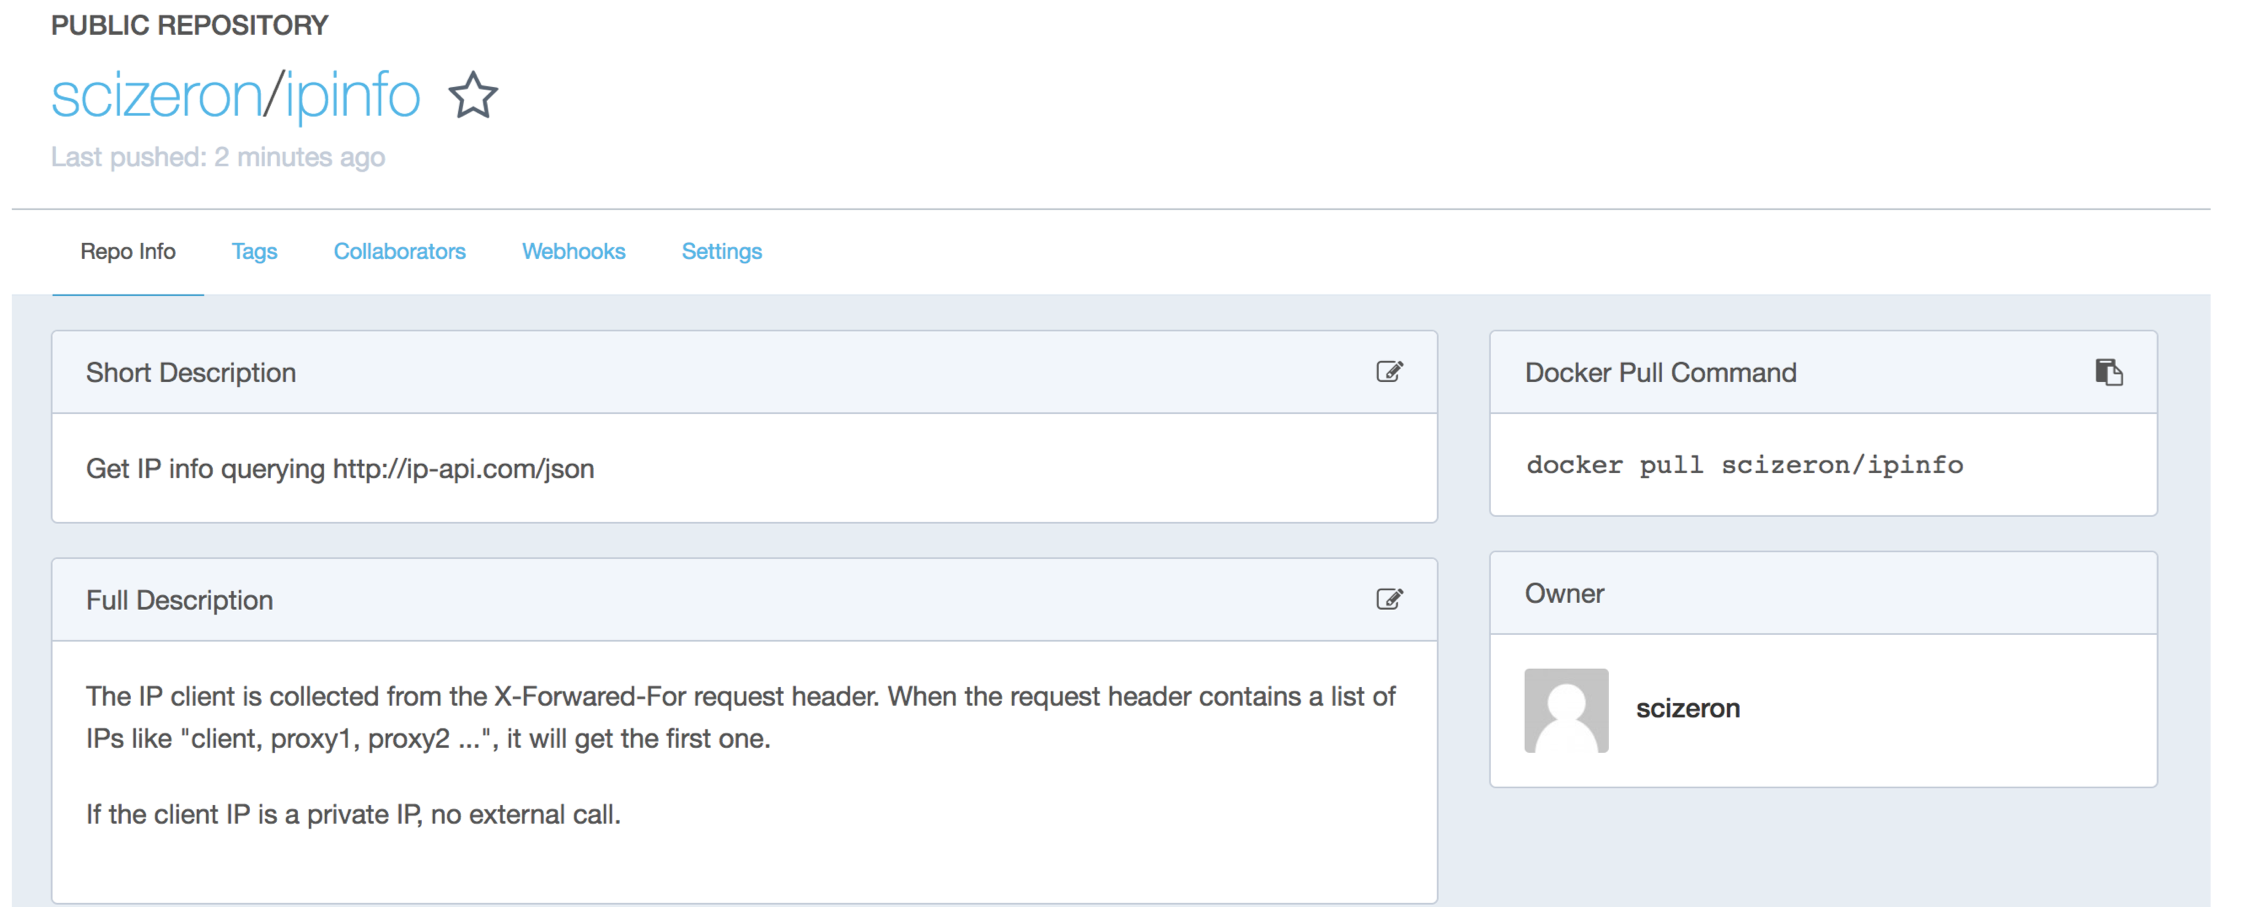 PUBLIC REPOSITORY
scizeron/ipinfo
Last pushed: 2 minutes ago
Repo Info Tags Collaborators Webhooks Settings
Short Description
Get IP info querying http://ip-api.com/json
Full Description
The IP client is collected from the X-Forwared-For request header. When the request header contains a list of
IPs like "client, proxy1, proxy2 ...", it will get the first one.
If the client IP is a private IP, no external call.
Docker Pull Command
docker pull scizeron/ipinfo
Owner
scizeron